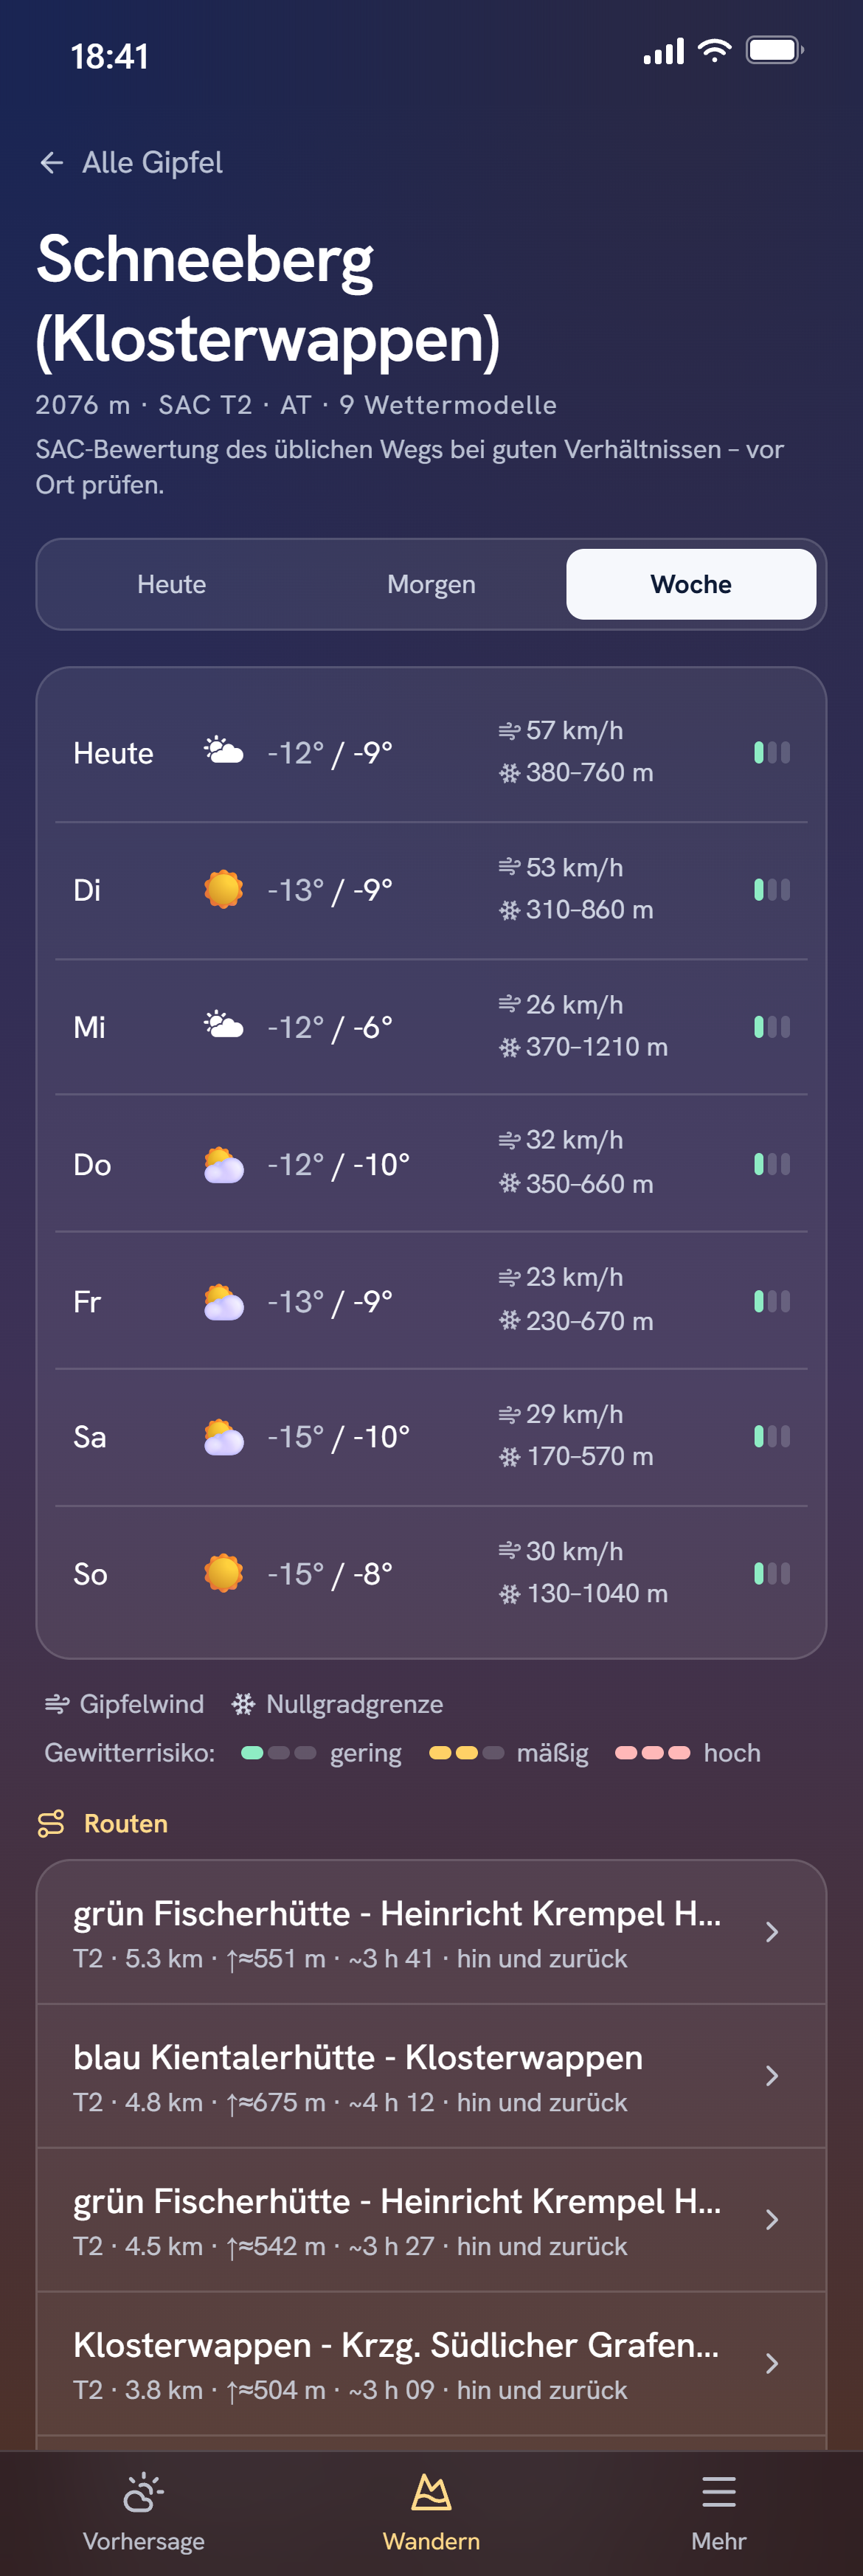 18:41
← Alle Gipfel
Schneeberg
(Klosterwappen)
2076 m · SAC T2 · AT · 9 Wettermodelle
SAC-Bewertung des üblichen Wegs bei guten Verhältnissen – vor
Ort prüfen.
Heute Morgen Woche
Heute -12° / -9° 57 km/h
380–760 m
Di -13° / -9° 53 km/h
310–860 m
Mi -12° / -6° 26 km/h
370–1210 m
Do -12° / -10° 32 km/h
350–660 m
Fr -13° / -9° 23 km/h
230–670 m
Sa -15° / -10° 29 km/h
170–570 m
So -15° / -8° 30 km/h
130–1040 m
Gipfelwind Nullgradgrenze
Gewitterrisiko: gering mäßig hoch
Routen
grün Fischerhütte - Heinricht Krempel H...
T2 · 5.3 km · ↑≈551 m · ~3 h 41 · hin und zurück
blau Kientalerhütte - Klosterwappen
T2 · 4.8 km · ↑≈675 m · ~4 h 12 · hin und zurück
grün Fischerhütte - Heinricht Krempel H...
T2 · 4.5 km · ↑≈542 m · ~3 h 27 · hin und zurück
Klosterwappen - Krzg. Südlicher Grafen...
T2 · 3.8 km · ↑≈504 m · ~3 h 09 · hin und zurück
Vorhersage Wandern Mehr